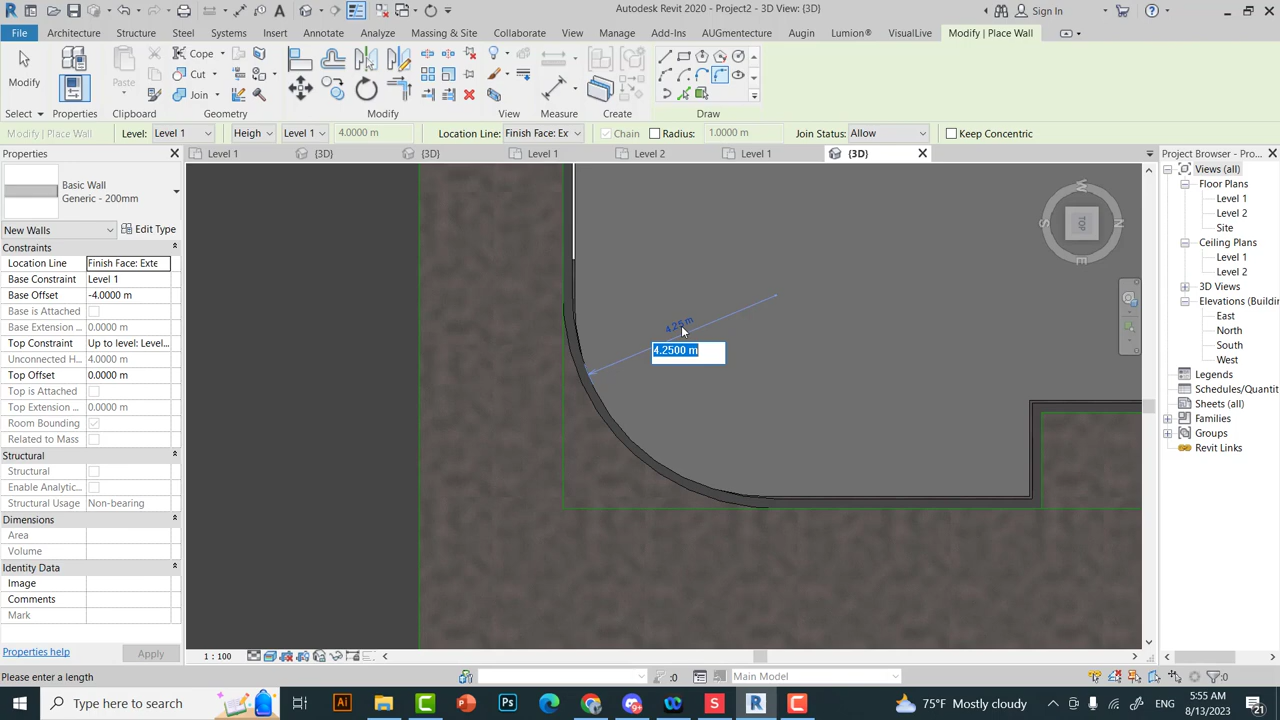 Autodesk Revit 2020 - Project2 - 3D View: {3D}
Sign In
File
Architecture
Structure
Steel
Systems
Insert
Annotate
Analyze
Massing & Site
Collaborate
View
Manage
Add-Ins
AUGmentecture
Augin
Lumion®
VisualLive
Modify | Place Wall
Modify
Paste
Cope
Cut
Join
Select
Properties
Clipboard
Geometry
Modify
View
Measure
Create
Draw
Modify | Place Wall
Level: Level 1
Heigh
Level 1
4.0000 m
Location Line: Finish Face: Ex
Chain
Radius: 1.0000 m
Join Status: Allow
Keep Concentric
Properties
Level 1
{3D}
{3D}
Level 1
Level 2
Level 1
{3D}
Project Browser - Pro...
Basic Wall
Generic - 200mm
New Walls
Edit Type
Constraints
Location Line Finish Face: Exte
Base Constraint Level 1
Base Offset -4.0000 m
Base is Attached
Base Extension ... 0.0000 m
Top Constraint Up to level: Level...
Unconnected H... 4.0000 m
Top Offset 0.0000 m
Top is Attached
Top Extension ... 0.0000 m
Room Bounding
Related to Mass
Structural
Structural
Enable Analytic...
Structural Usage Non-bearing
Dimensions
Area
Volume
Identity Data
Image
Comments
Mark
Properties help
Apply
4.25 m
4.2500 m
W
S
TOP
N
E
Views (all)
Floor Plans
Level 1
Level 2
Site
Ceiling Plans
Level 1
Level 2
3D Views
Elevations (Buildin
East
North
South
West
Legends
Schedules/Quantit
Sheets (all)
Families
Groups
Revit Links
1 : 100
Please enter a length
:0
Main Model
:0
Type here to search
75°F Mostly cloudy
5:55 AM
8/13/2023
21